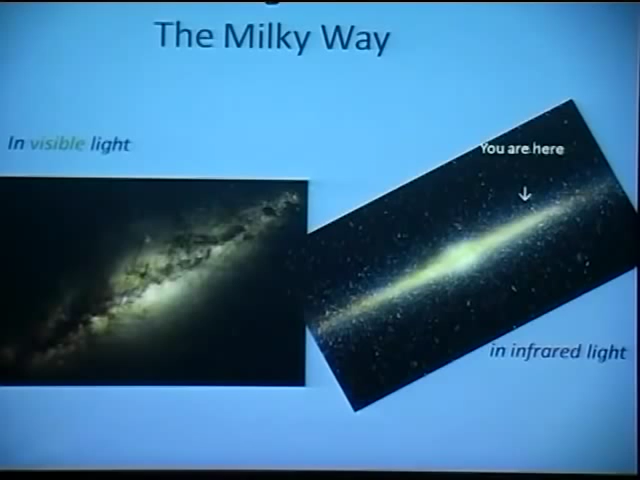 The Milky Way
In visible light
You are here
in infrared light